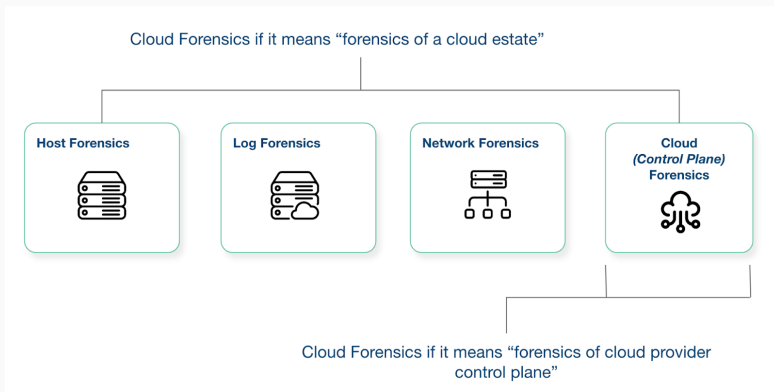 Cloud Forensics if it means “forensics of a cloud estate”
Host Forensics
Log Forensics
Network Forensics
Cloud
(Control Plane)
Forensics
Cloud Forensics if it means “forensics of cloud provider
control plane”